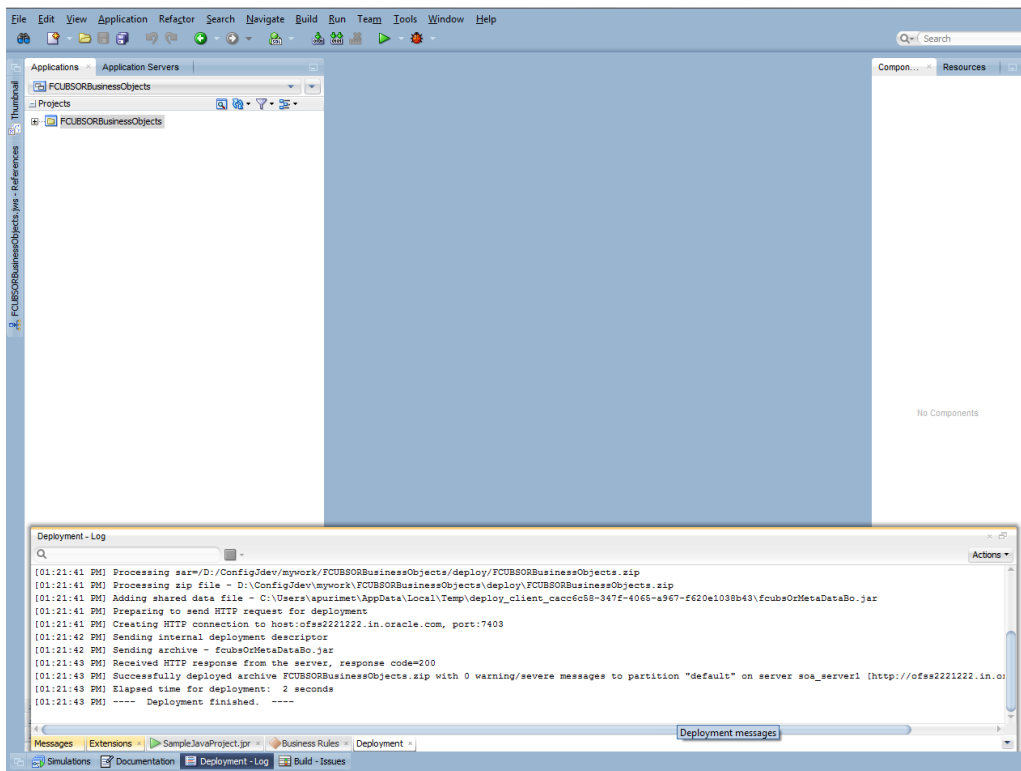 File Edit View Application Refactor Search Navigate Build Run Team Tools Window Help
Search
Applications Application Servers
Compon... Resources
FCUBSORBusinessObjects
Projects
FCUBSORBusinessObjects
Thumbnail
FCUBSORBusinessObjects.jws - References
No Components
Deployment - Log
Actions
[01:21:41 PM] Processing sar=/D:/ConfigJdev/mywork/FCUBSORBusinessObjects/deploy/FCUBSORBusinessObjects.zip
[01:21:41 PM] Processing zip file - D:\ConfigJdev\mywork\FCUBSORBusinessObjects\deploy\FCUBSORBusinessObjects.zip
[01:21:41 PM] Adding shared data file - C:\Users\apurimet\AppData\Local\Temp\deploy_client_cacc6c58-347f-4065-a967-f620e1038b43\fcubsOrMetaDataBo.jar
[01:21:41 PM] Preparing to send HTTP request for deployment
[01:21:41 PM] Creating HTTP connection to host:ofss2221222.in.oracle.com, port:7403
[01:21:42 PM] Sending internal deployment descriptor
[01:21:42 PM] Sending archive - fcubsOrMetaDataBo.jar
[01:21:43 PM] Received HTTP response from the server, response code=200
[01:21:43 PM] Successfully deployed archive FCUBSORBusinessObjects.zip with 0 warning/severe messages to partition "default" on server soa_server1 [http://ofss2221222.in.o
[01:21:43 PM] Elapsed time for deployment: 2 seconds
[01:21:43 PM] ---- Deployment finished. ----
Deployment messages
Messages Extensions SampleJavaProject.jpr Business Rules Deployment
Simulations Documentation Deployment - Log Build - Issues